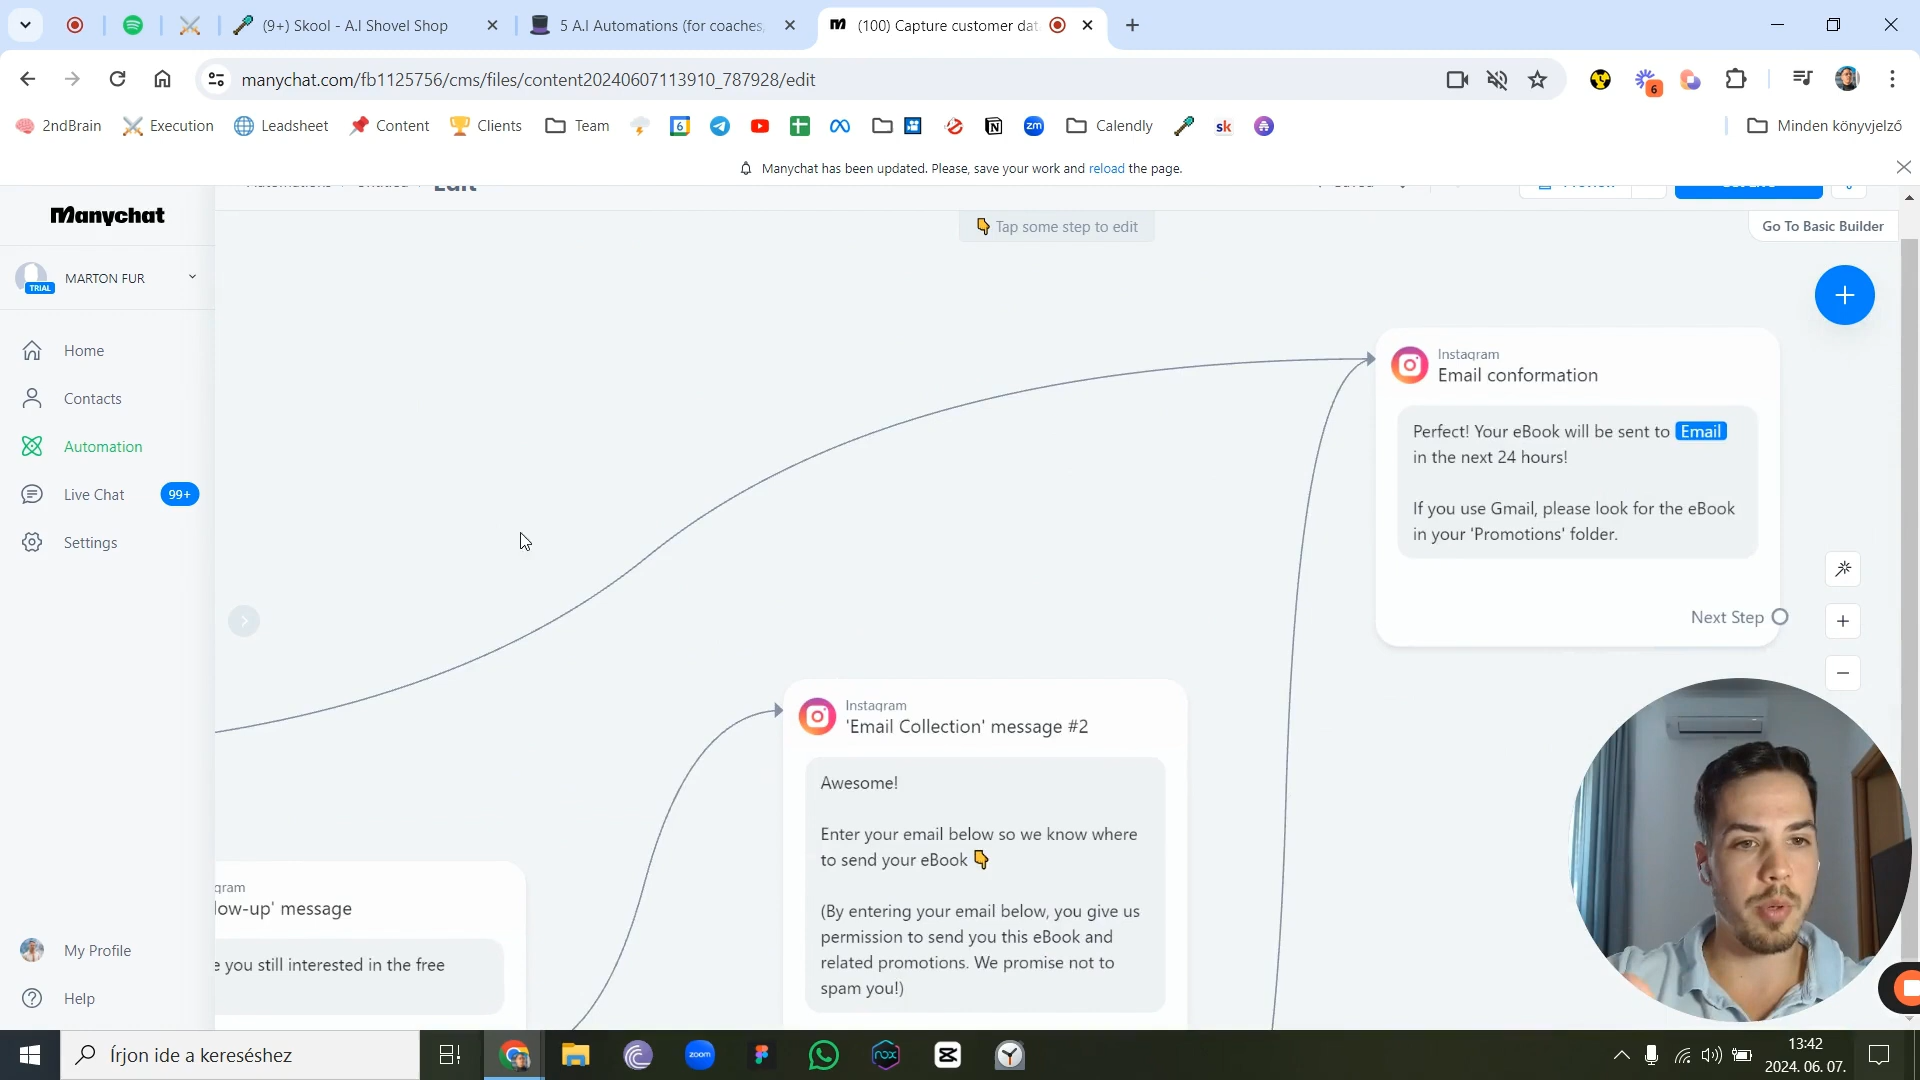 (9+) Skool - A.I Shovel Shop
5 A.I Automations (for coaches,
(100) Capture customer dat
manychat.com/fb1125756/cms/files/content20240607113910_787928/edit
6
2ndBrain
Execution
Leadsheet
Content
Clients
Team
6
zm
Calendly
sk
Minden könyvjelző
Manychat has been updated. Please, save your work and reload the page.
Manychat
Edit
👇 Tap some step to edit
Go To Basic Builder
MARTON FUR
TRIAL
Home
Contacts
Automation
Live Chat
99+
Settings
My Profile
Help
Instagram
Email conformation
Perfect! Your eBook will be sent to Email
in the next 24 hours!
If you use Gmail, please look for the eBook
in your 'Promotions' folder.
Next Step
Instagram
'Email Collection' message #2
Awesome!
Enter your email below so we know where
to send your eBook 👇
(By entering your email below, you give us
permission to send you this eBook and
related promotions. We promise not to
spam you!)
gram
low-up' message
e you still interested in the free
Írjon ide a kereséshez
zoom
nox
13:42
2024. 06. 07.